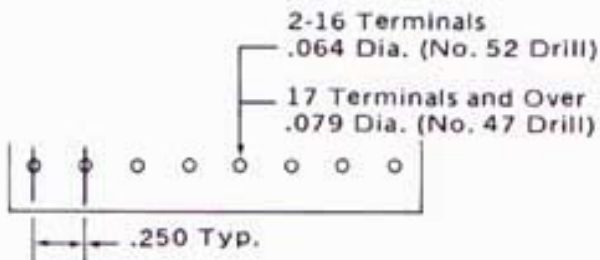 2-16 Terminals
.064 Dia. (No. 52 Drill)
17 Terminals and Over
.079 Dia. (No. 47 Drill)
.250 Typ.